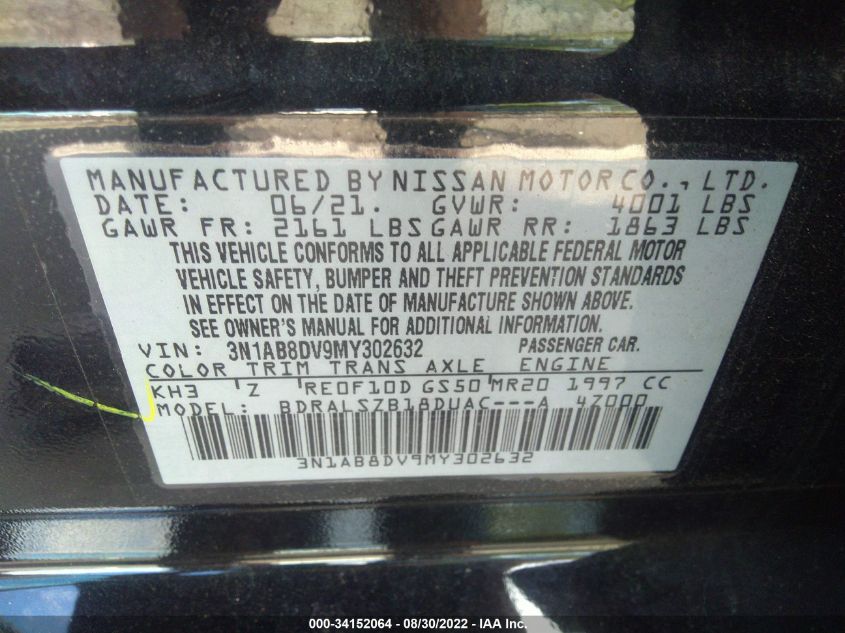 MANUFACTURED BY NISSAN MOTOR CO., LTD.
DATE: 06/21. GVWR: 4001 LBS
GAWR FR: 2161 LBS GAWR RR: 1863 LBS
THIS VEHICLE CONFORMS TO ALL APPLICABLE FEDERAL MOTOR
VEHICLE SAFETY, BUMPER AND THEFT PREVENTION STANDARDS
IN EFFECT ON THE DATE OF MANUFACTURE SHOWN ABOVE.
SEE OWNER'S MANUAL FOR ADDITIONAL INFORMATION.
VIN: 3N1AB8DV9MY302632 PASSENGER CAR.
COLOR TRIM TRANS AXLE ENGINE
KH3 'Z 'RE0F10D GS50'MR20 1997 CC
MODEL: BDRALSZB18DUAC---A 4Z000
3N1AB8DV9MY302632
000-34152064 - 08/30/2022 - IAA Inc.